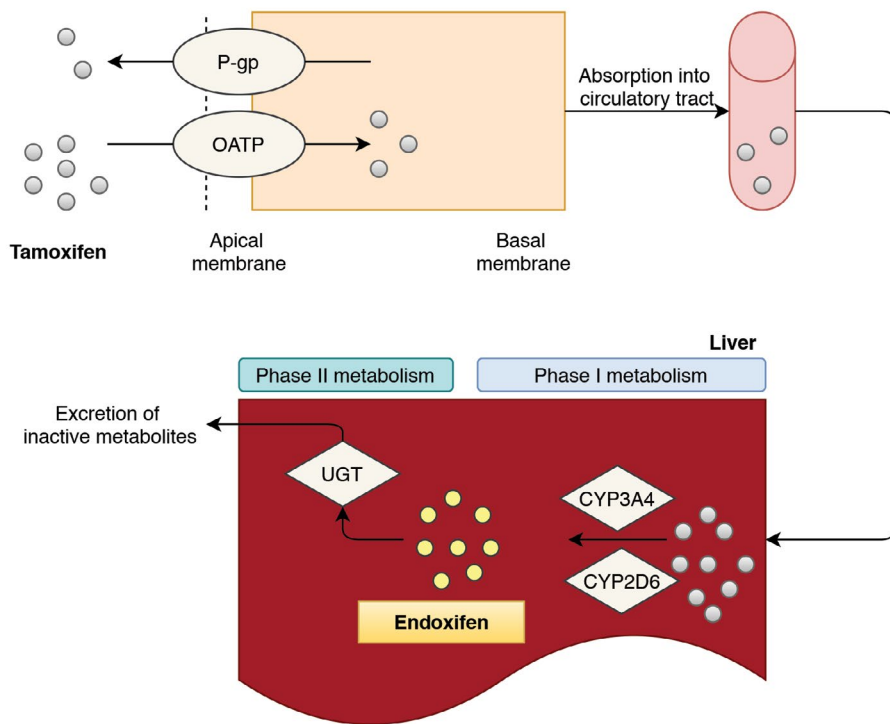 P-gp
Absorption into
circulatory tract
OATP
Tamoxifen
Apical
membrane
Basal
membrane
Liver
Phase II metabolism
Phase I metabolism
Excretion of
inactive metabolites
UGT
CYP3A4
CYP2D6
Endoxifen